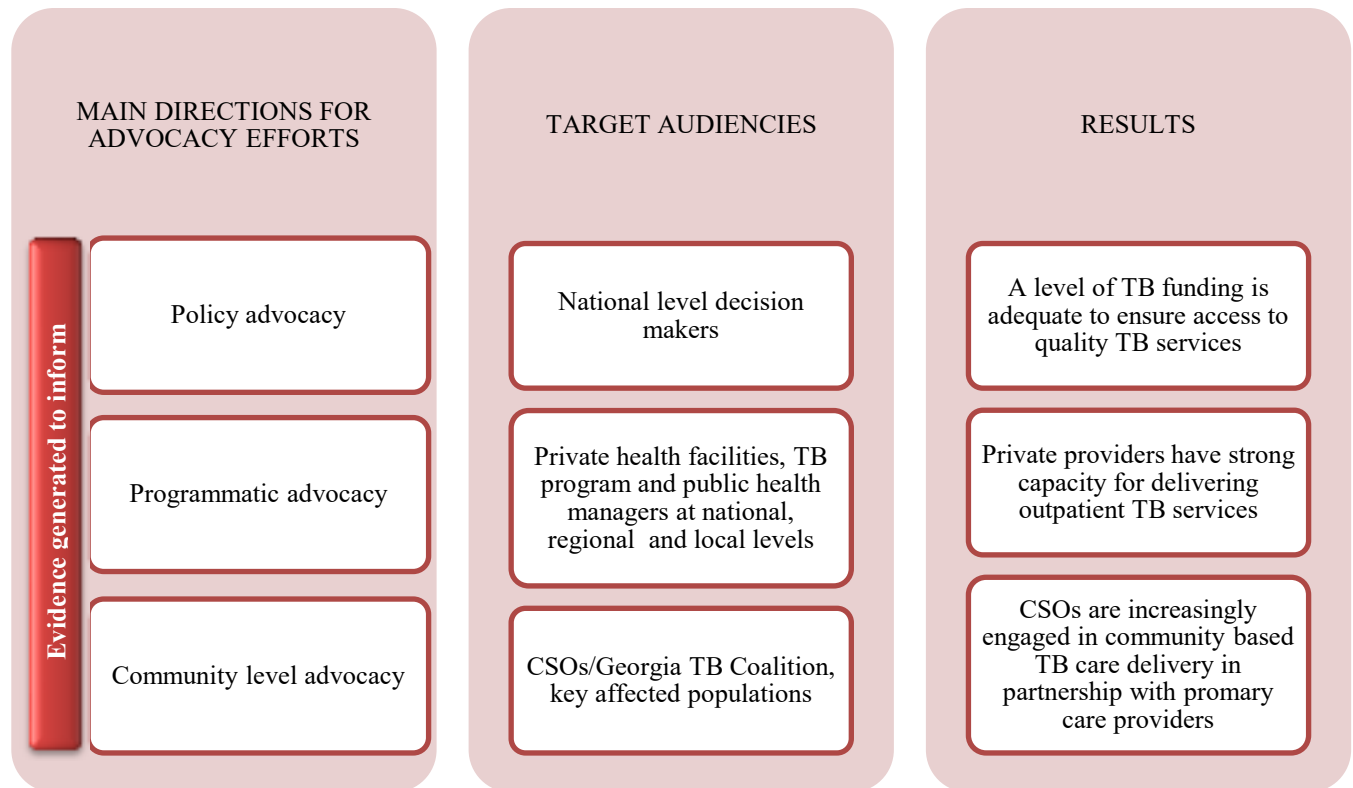 MAIN DIRECTIONS FOR
ADVOCACY EFFORTS
Evidence generated to inform
Policy advocacy
Programmatic advocacy
Community level advocacy
TARGET AUDIENCIES
National level decision
makers
Private health facilities, TB
program and public health
managers at national,
regional  and local levels
CSOs/Georgia TB Coalition,
key affected populations
RESULTS
A level of TB funding is
adequate to ensure access to
quality TB services
Private providers have strong
capacity for delivering
outpatient TB services
CSOs are increasingly
engaged in community based
TB care delivery in
partnership with promary
care providers